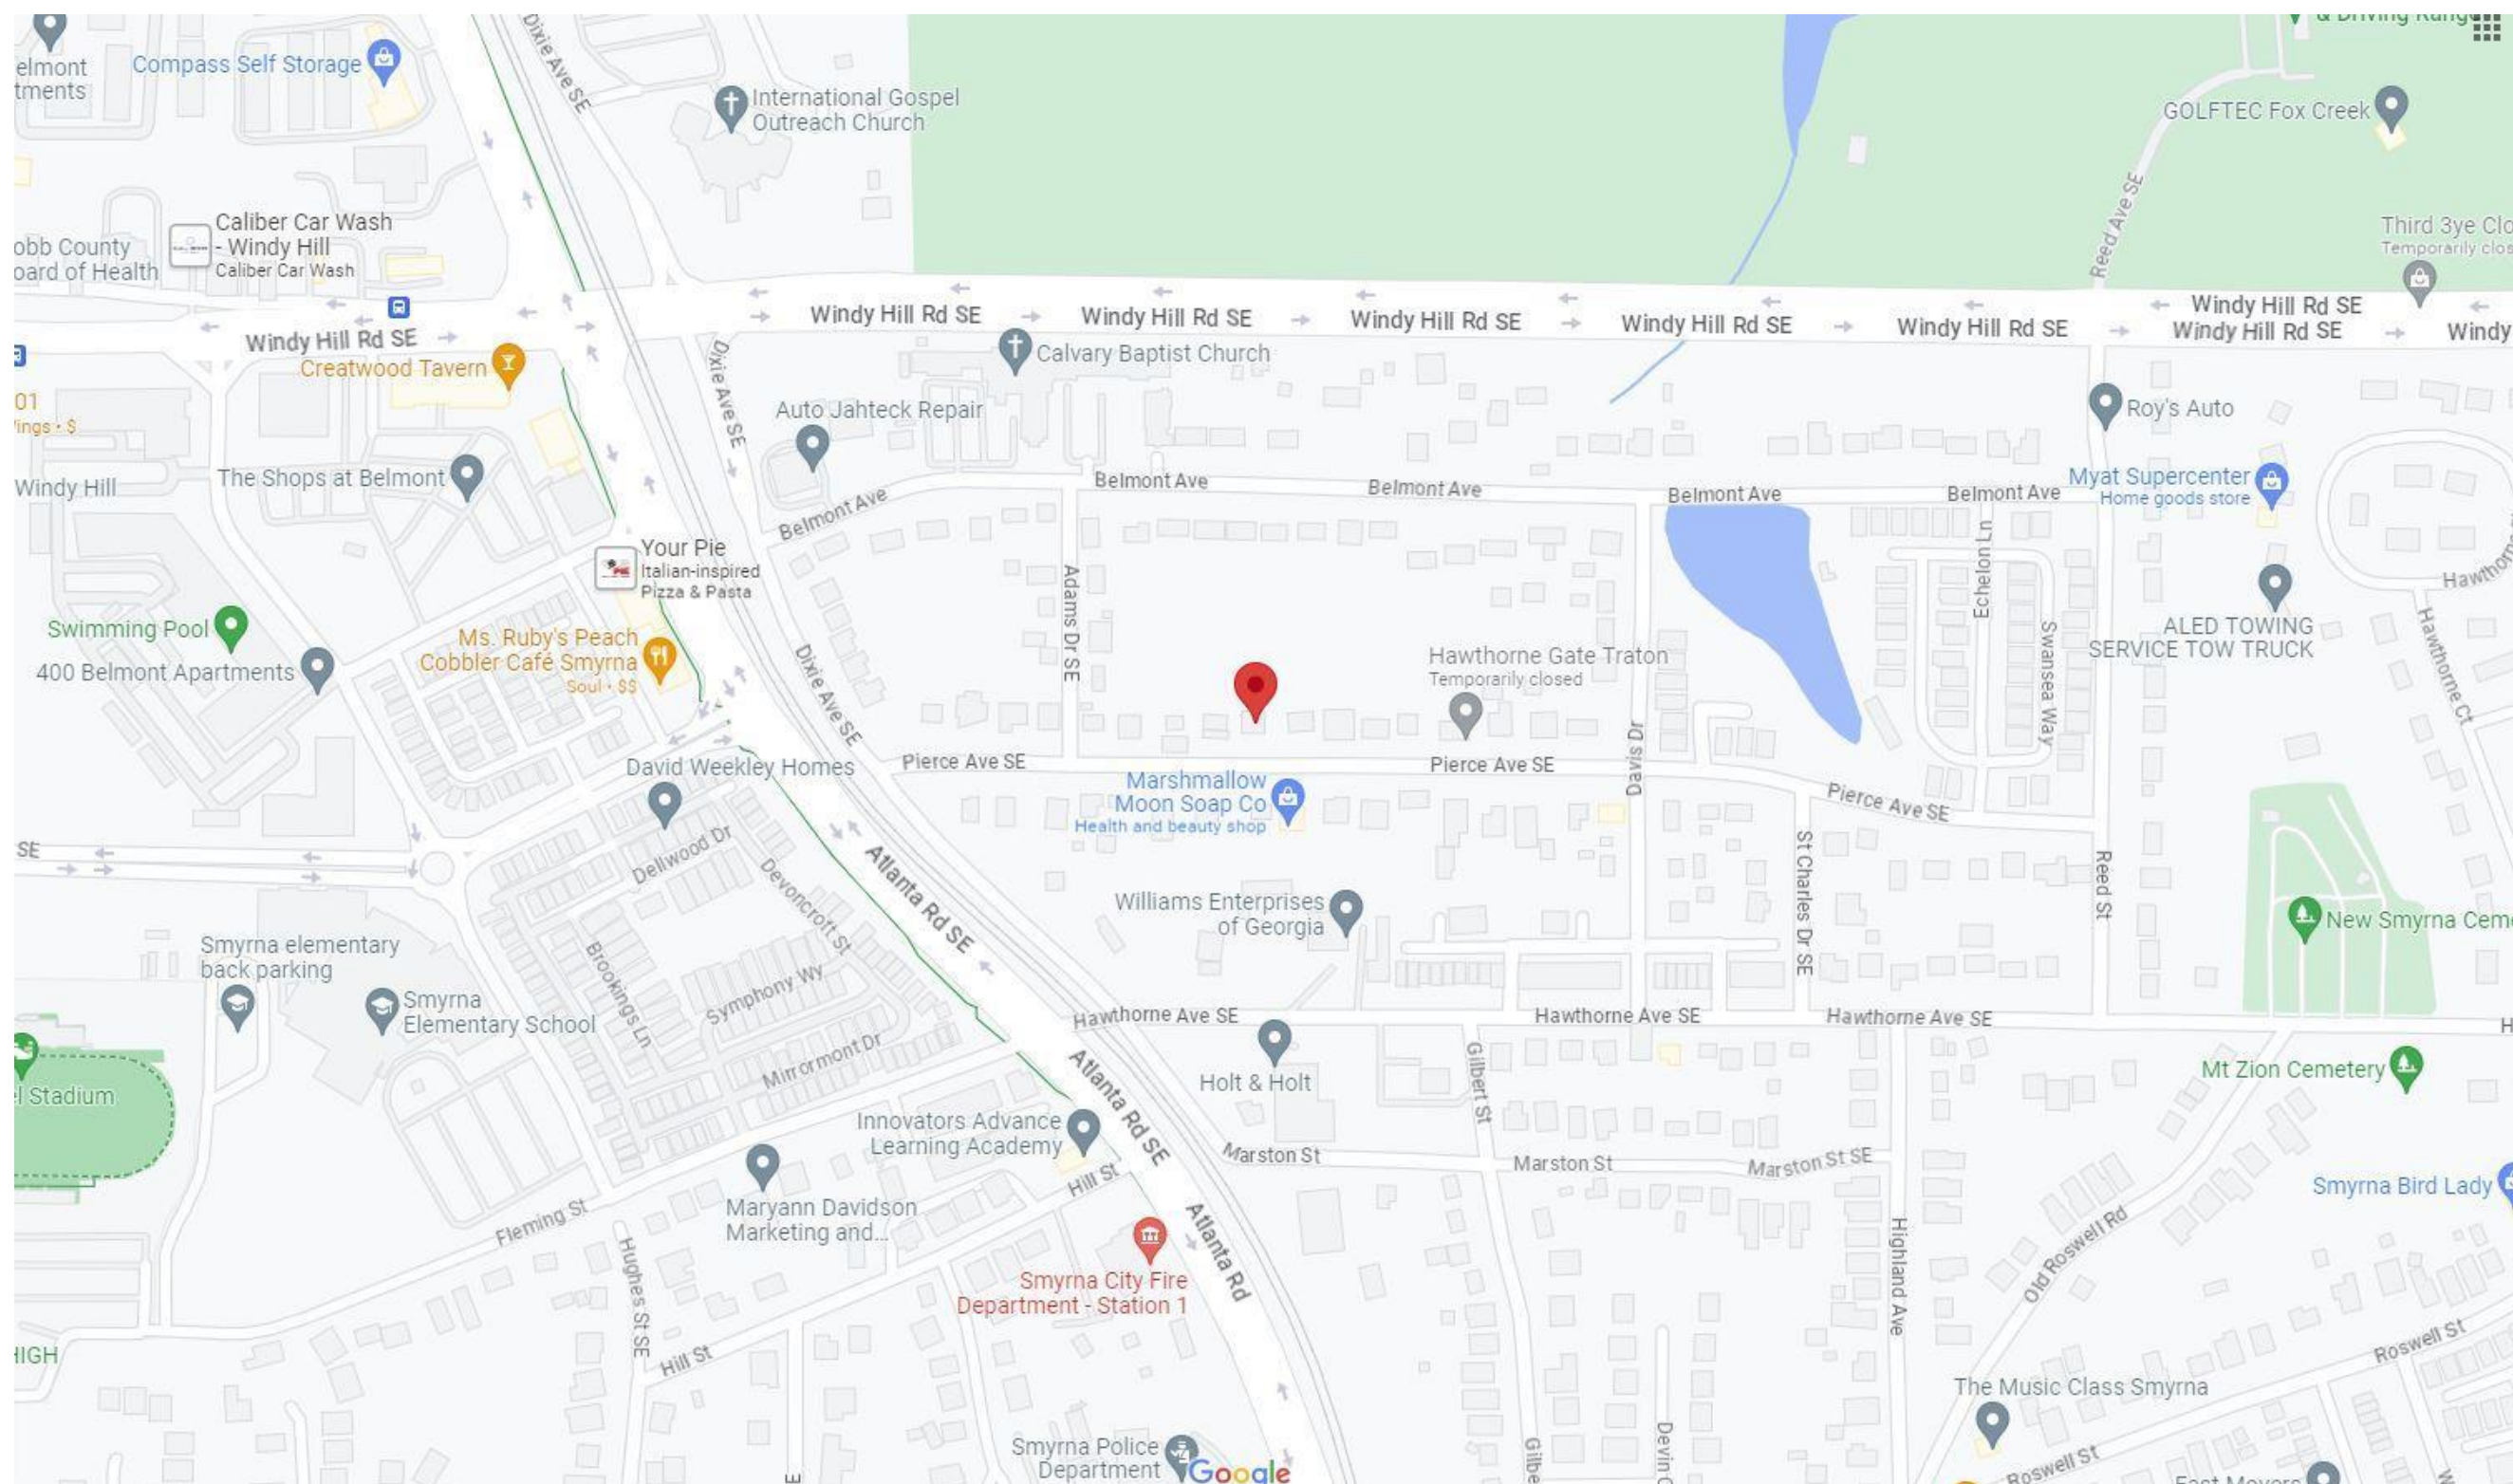 & Driving Range
elmont
tments
Compass Self Storage
Dixie Ave SE
International Gospel
Outreach Church
GOLFTEC Fox Creek
Reed Ave SE
Third 3ye Clo
Temporarily clos
Caliber Car Wash
- Windy Hill
Caliber Car Wash
obb County
oard of Health
Windy Hill Rd SE
Windy Hill Rd SE
Windy Hill Rd SE
Windy Hill Rd SE
Windy Hill Rd SE
Windy Hill Rd SE
Windy Hill Rd SE
Windy Hill Rd SE
Windy
Creatwood Tavern
Dixie Ave SE
Calvary Baptist Church
01
ings · $
Auto Jahteck Repair
Roy's Auto
Windy Hill
The Shops at Belmont
Belmont Ave
Belmont Ave
Belmont Ave
Belmont Ave
Belmont Ave
Myat Supercenter
Home goods store
Your Pie
Italian-inspired
Pizza & Pasta
Adams Dr SE
Echelon Ln
Swansea Way
Hawthorn
Hawthorne Ct
ALED TOWING
SERVICE TOW TRUCK
Swimming Pool
400 Belmont Apartments
Ms. Ruby's Peach
Cobbler Café Smyrna
Soul · $$
Dixie Ave SE
Hawthorne Gate Traton
Temporarily closed
Davis Dr
David Weekley Homes
Pierce Ave SE
Pierce Ave SE
Pierce Ave SE
Marshmallow
Moon Soap Co
Health and beauty shop
SE
Dellwood Dr
Devoncroft St
Atlanta Rd SE
St Charles Dr SE
Reed St
Williams Enterprises
of Georgia
New Smyrna Ceme
Smyrna elementary
back parking
Smyrna
Elementary School
Brookings Ln
Symphony Wy
Mirrormont Dr
Hawthorne Ave SE
Hawthorne Ave SE
Hawthorne Ave SE
H
Holt & Holt
Gilbert St
Mt Zion Cemetery
el Stadium
Atlanta Rd SE
Innovators Advance
Learning Academy
Marston St
Marston St
Marston St SE
Hill St
Smyrna Bird Lady
Maryann Davidson
Marketing and...
Fleming St
Hughes St SE
Atlanta Rd
Highland Ave
Old Roswell Rd
Smyrna City Fire
Department - Station 1
HIGH
Hill St
Roswell St
The Music Class Smyrna
Smyrna Police
Department
Google
E
Gilbe
Devin C
Roswell St
East Movers